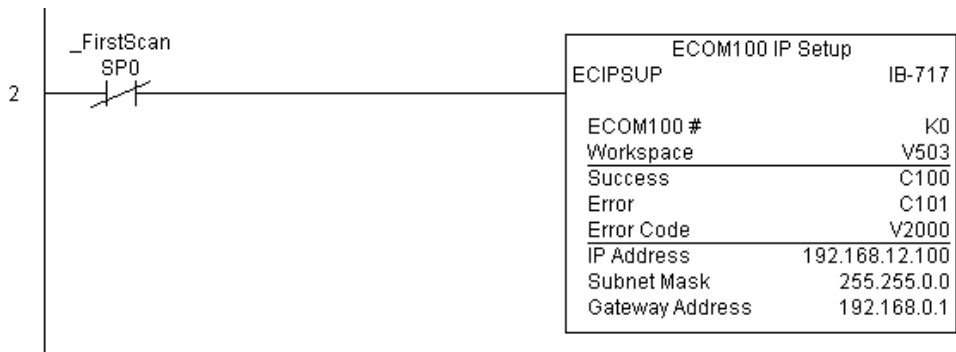 _FirstScan
SP0
2
ECOM100 IP Setup
ECIPSUP IB-717
ECOM100 # K0
Workspace V503
Success C100
Error C101
Error Code V2000
IP Address 192.168.12.100
Subnet Mask 255.255.0.0
Gateway Address 192.168.0.1